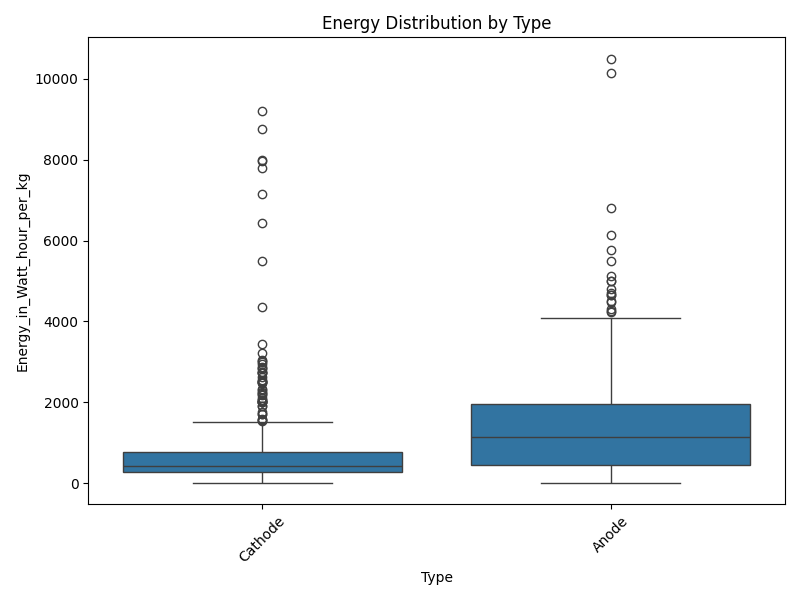 Energy Distribution by Type
Energy_in_Watt_hour_per_kg
10000
8000
6000
4000
2000
0
Cathode
Anode
Type